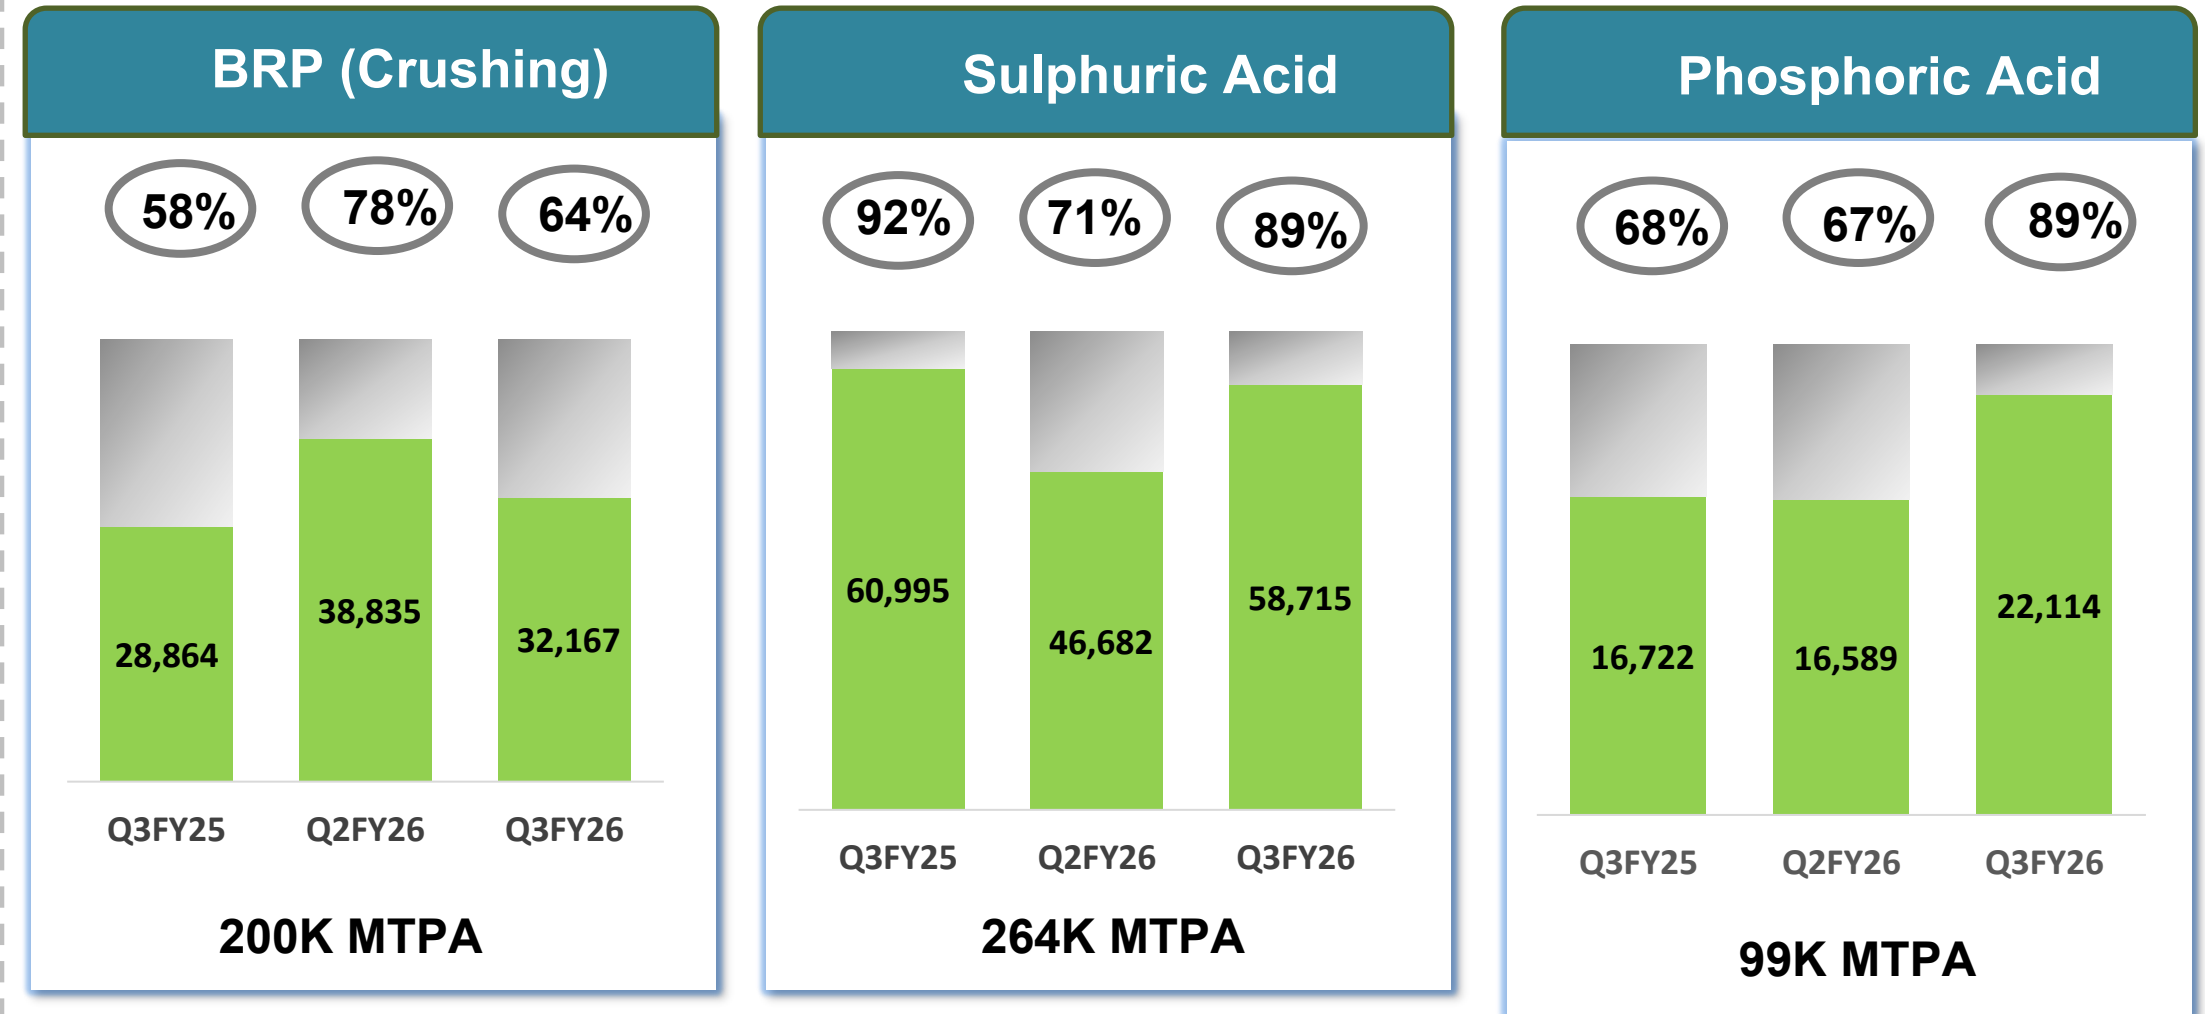 BRP (Crushing)
58% 78% 64%
28,864 38,835 32,167
Q3FY25 Q2FY26 Q3FY26
200K MTPA
Sulphuric Acid
92% 71% 89%
60,995 46,682 58,715
Q3FY25 Q2FY26 Q3FY26
264K MTPA
Phosphoric Acid
68% 67% 89%
16,722 16,589 22,114
Q3FY25 Q2FY26 Q3FY26
99K MTPA